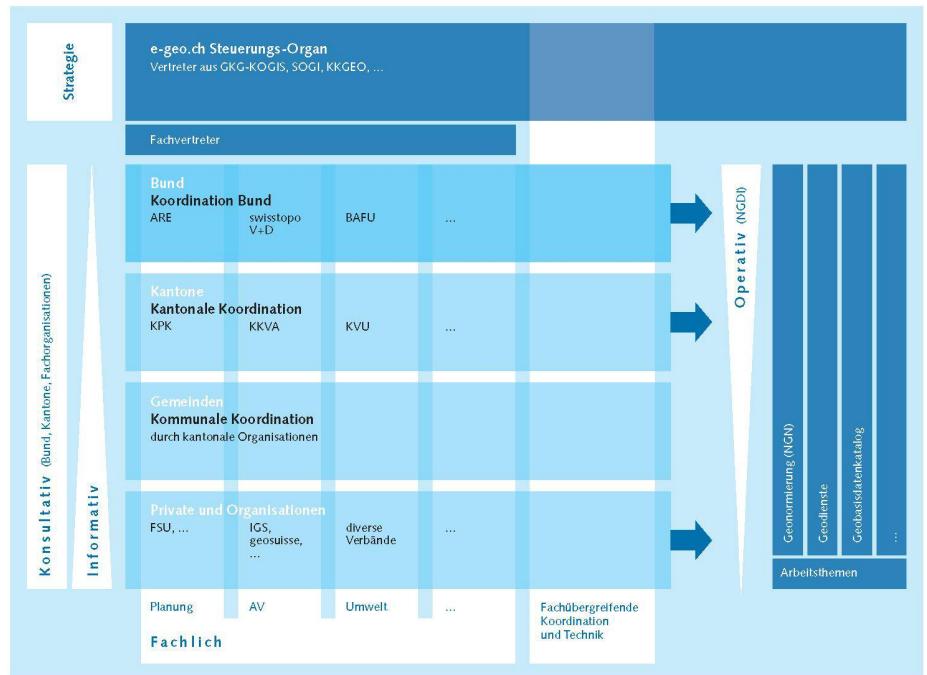 Strategie
e-geo.ch Steuerungs-Organ
Vertreter aus GKG-KOGIS, SOGI, KKGEO, ...
Fachvertreter
Konsultativ (Bund, Kantone, Fachorganisationen)
Informativ
Bund
Koordination Bund
ARE
swisstopo
V+D
BAFU
...
Kantone
Kantonale Koordination
KPK
KKVA
KVU
...
Gemeinden
Kommunale Koordination
durch kantonale Organisationen
Private und Organisationen
FSU, ...
IGS,
geosuisse,
...
diverse
Verbände
...
Planung
AV
Umwelt
...
Fachlich
Fachübergreifende
Koordination
und Technik
Operativ (NGDI)
Geonormierung (NGN)
Geodienste
Geobasisdatenkatalog
...
Arbeitsthemen